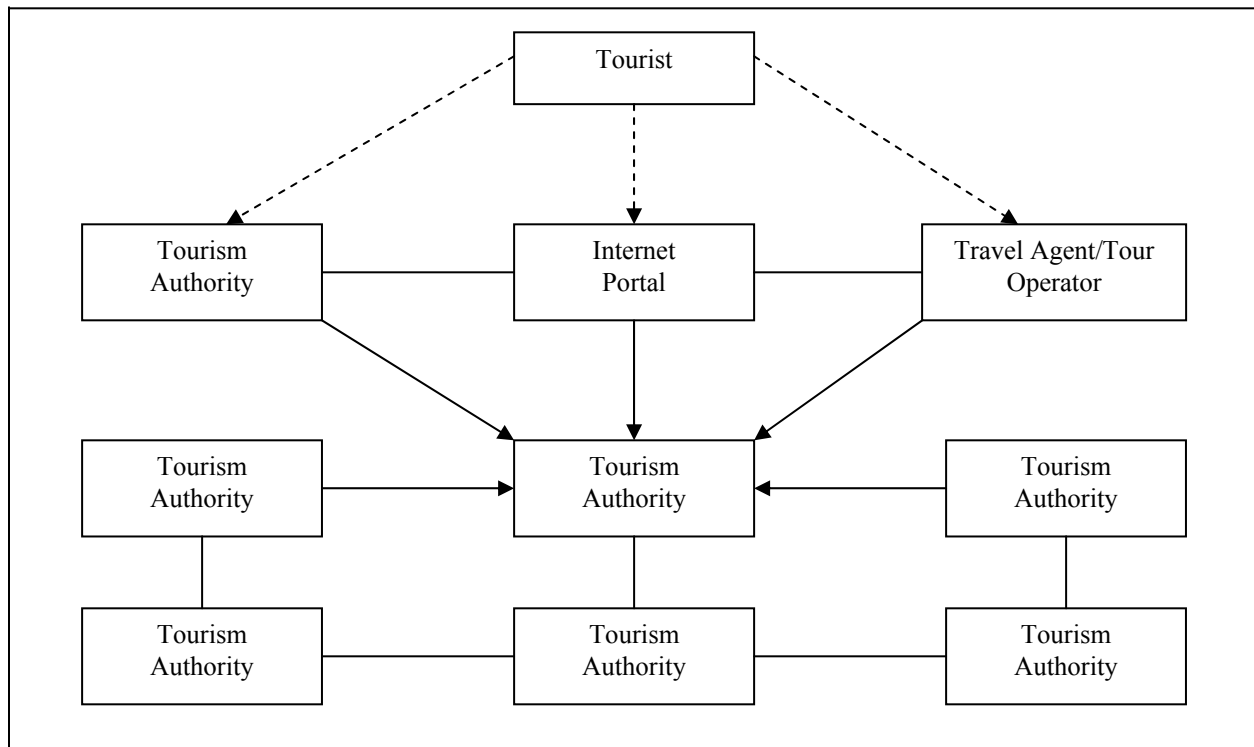 Tourist
Tourism
Authority
Internet
Portal
Travel Agent/Tour
Operator
Tourism
Authority
Tourism
Authority
Tourism
Authority
Tourism
Authority
Tourism
Authority
Tourism
Authority